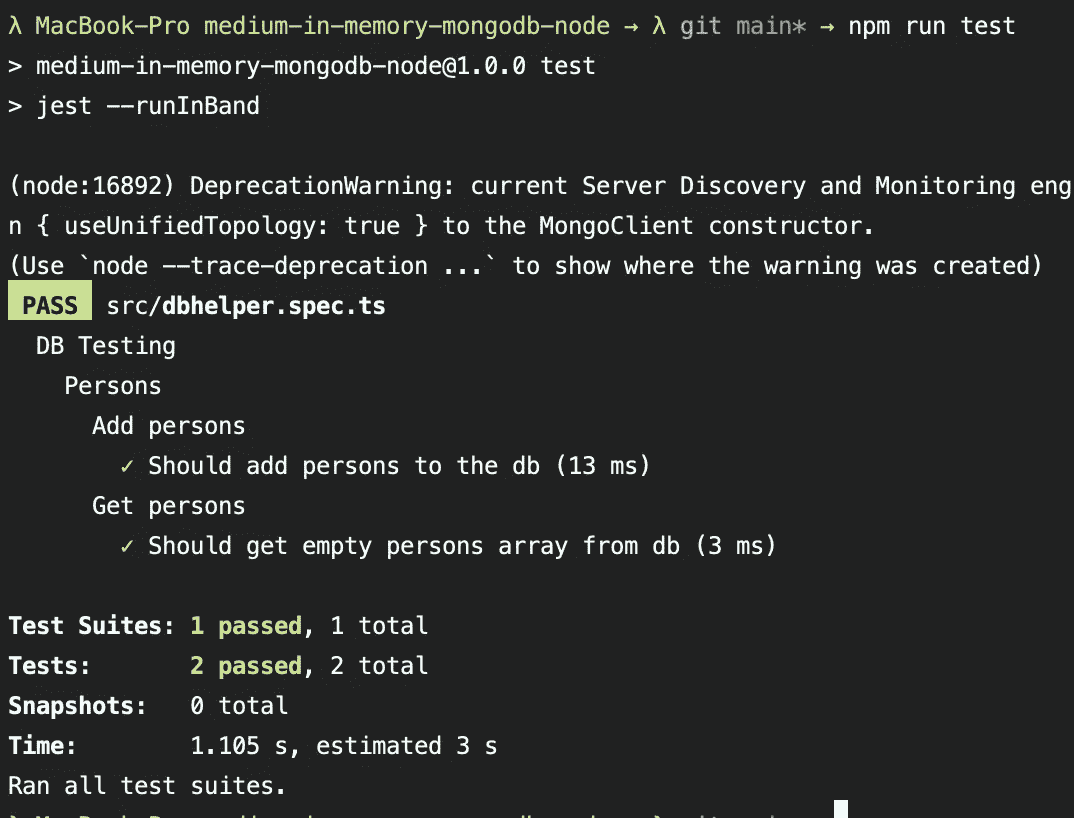 λ MacBook-Pro medium-in-memory-mongodb-node → λ git main* → npm run test
> medium-in-memory-mongodb-node@1.0.0 test
> jest --runInBand
(node:16892) DeprecationWarning: current Server Discovery and Monitoring eng
n { useUnifiedTopology: true } to the MongoClient constructor.
(Use `node --trace-deprecation ...` to show where the warning was created)
PASS src/dbhelper.spec.ts
DB Testing
Persons
Add persons
✓ Should add persons to the db (13 ms)
Get persons
✓ Should get empty persons array from db (3 ms)
Test Suites: 1 passed, 1 total
Tests: 2 passed, 2 total
Snapshots: 0 total
Time: 1.105 s, estimated 3 s
Ran all test suites.